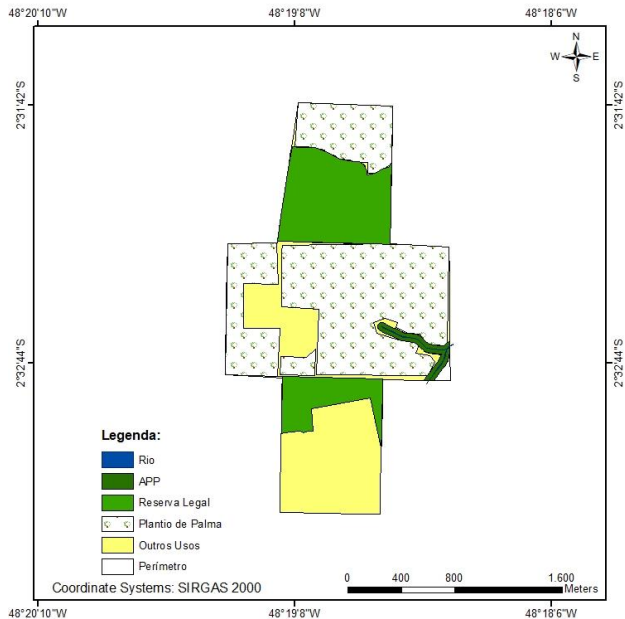 48°20'10"W 48°19'8"W 48°18'6"W
N
W E
S
2°31'42"S 2°31'42"S
2°32'44"S 2°32'44"S
Legenda:
Rio
APP
Reserva Legal
Plantio de Palma
Outros Usos
Perímetro
Coordinate Systems: SIRGAS 2000
0 400 800 1.600
Meters
48°20'10"W 48°19'8"W 48°18'6"W